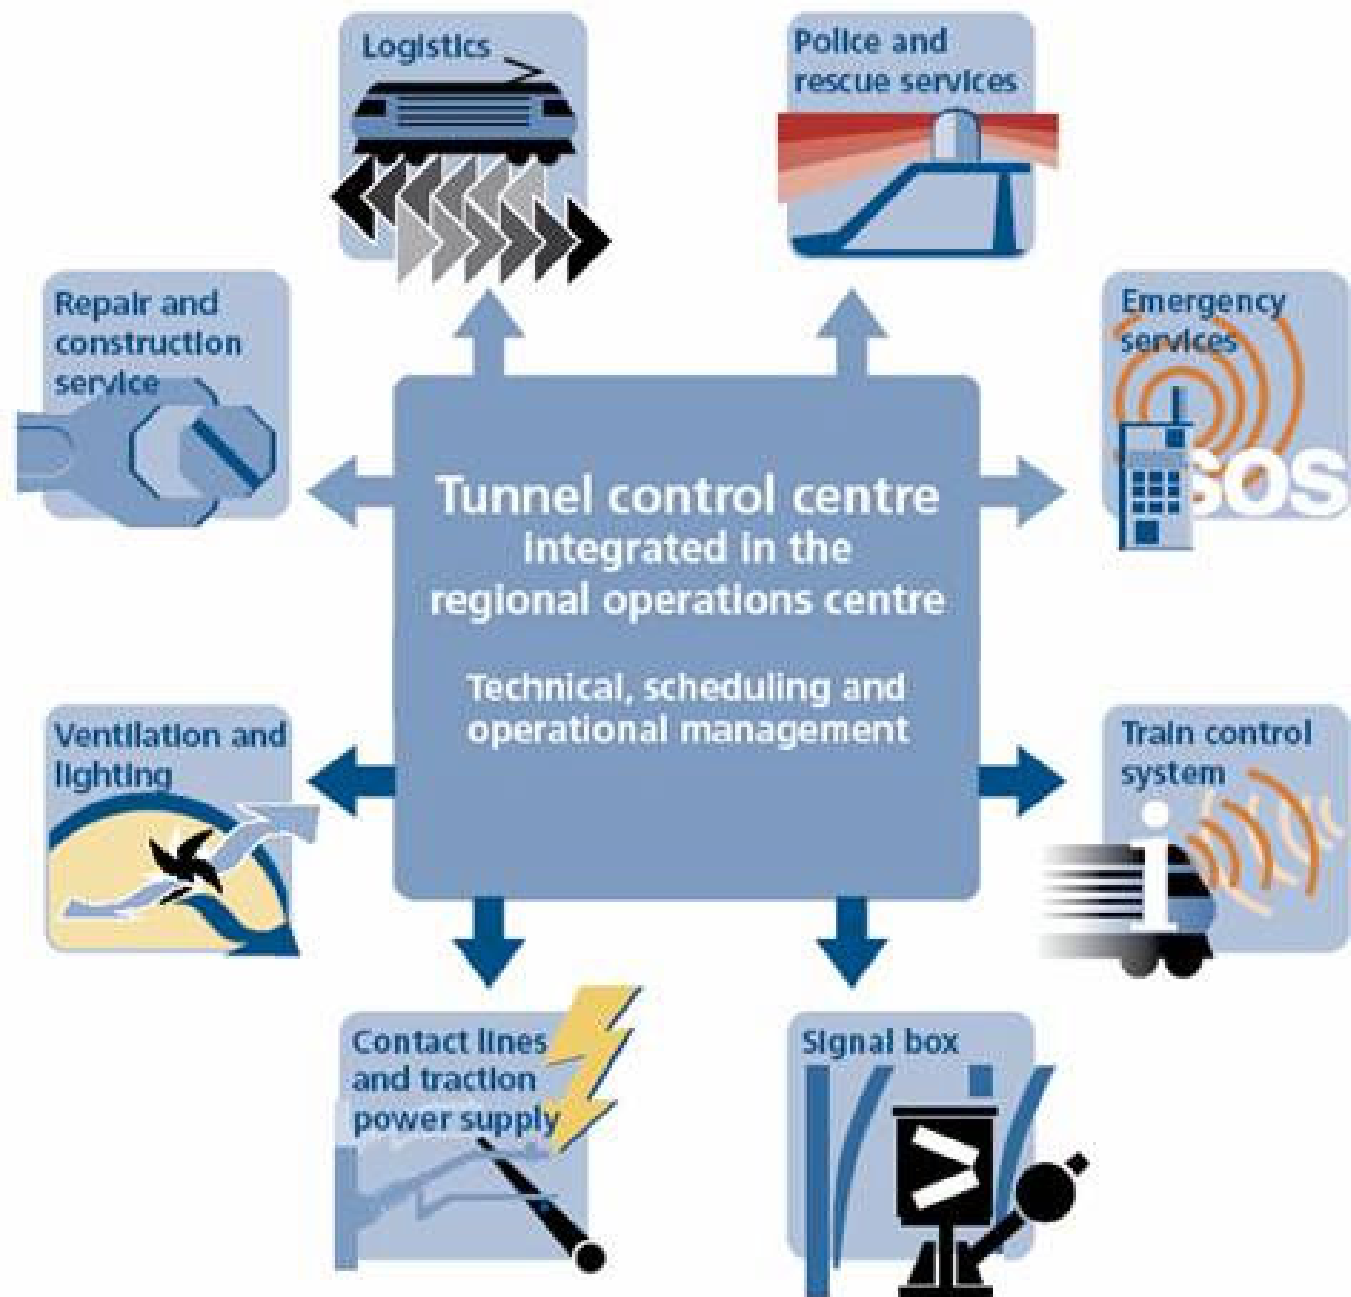 Logistics
Police and
rescue services
Repair and
construction
service
Emergency
services
SOS
Tunnel control centre
integrated in the
regional operations centre
Technical, scheduling and
operational management
Ventilation and
lighting
Train control
system
i
Contact lines
and traction
power supply
Signal box